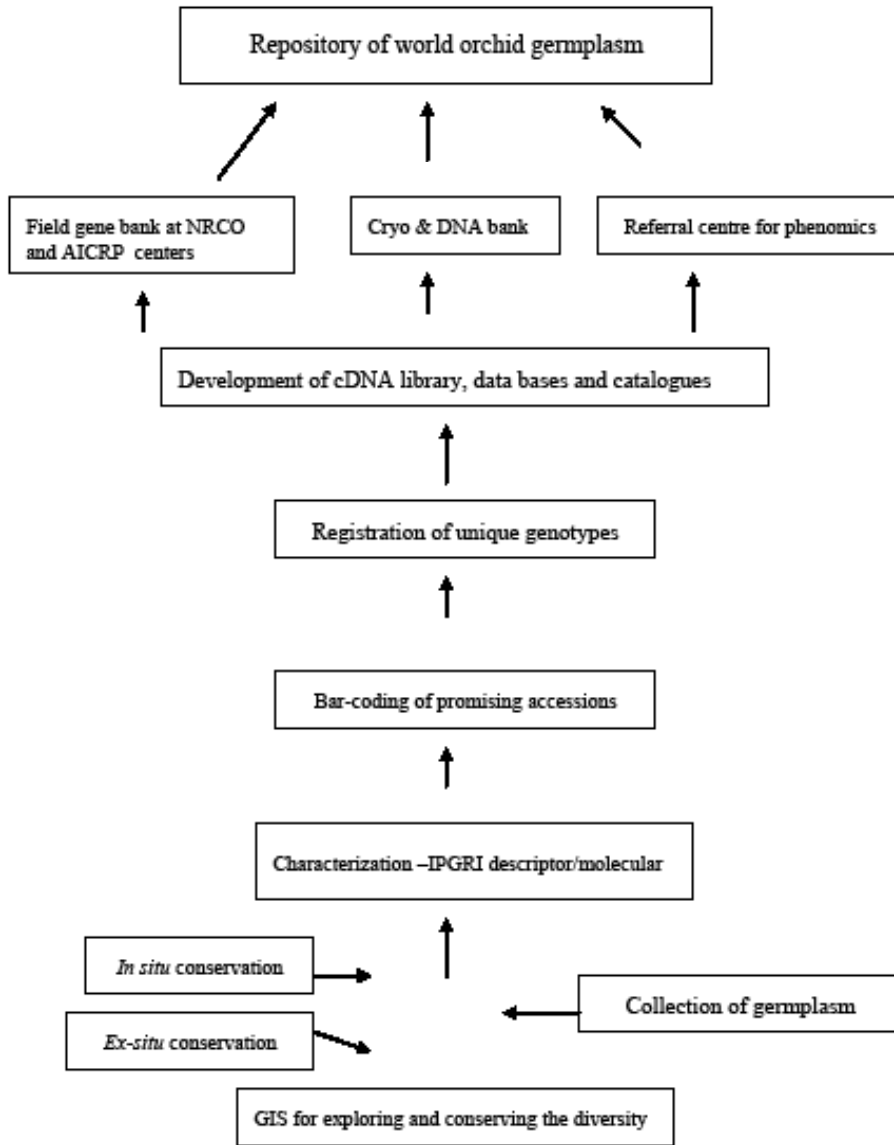 Repository of world orchid germplasm
Field gene bank at NRCO
and AICRP centers
Cryo & DNA bank
Referral centre for phenomics
Development of cDNA library, data bases and catalogues
Registration of unique genotypes
Bar-coding of promising accessions
Characterization –IPGRI descriptor/molecular
In situ conservation
Collection of germplasm
Ex-situ conservation
GIS for exploring and conserving the diversity